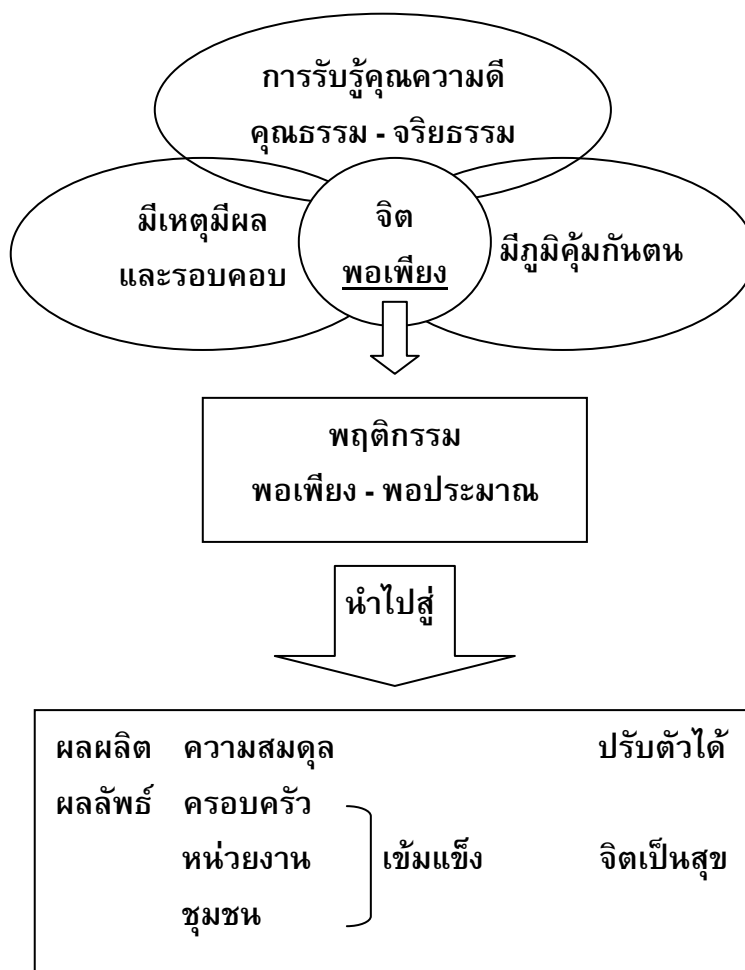 การรับรู้คุณความดี
คุณธรรม - จริยธรรม
มีเหตุมีผล
และรอบคอบ
จิต
พอเพียง
มีภูมิคุ้มกันตน
พฤติกรรม
พอเพียง - พอประมาณ
นำไปสู่
ผลผลิต ความสมดุล ปรับตัวได้
ผลลัพธ์ ครอบครัว
หน่วยงาน เข้มแข็ง จิตเป็นสุข
ชุมชน